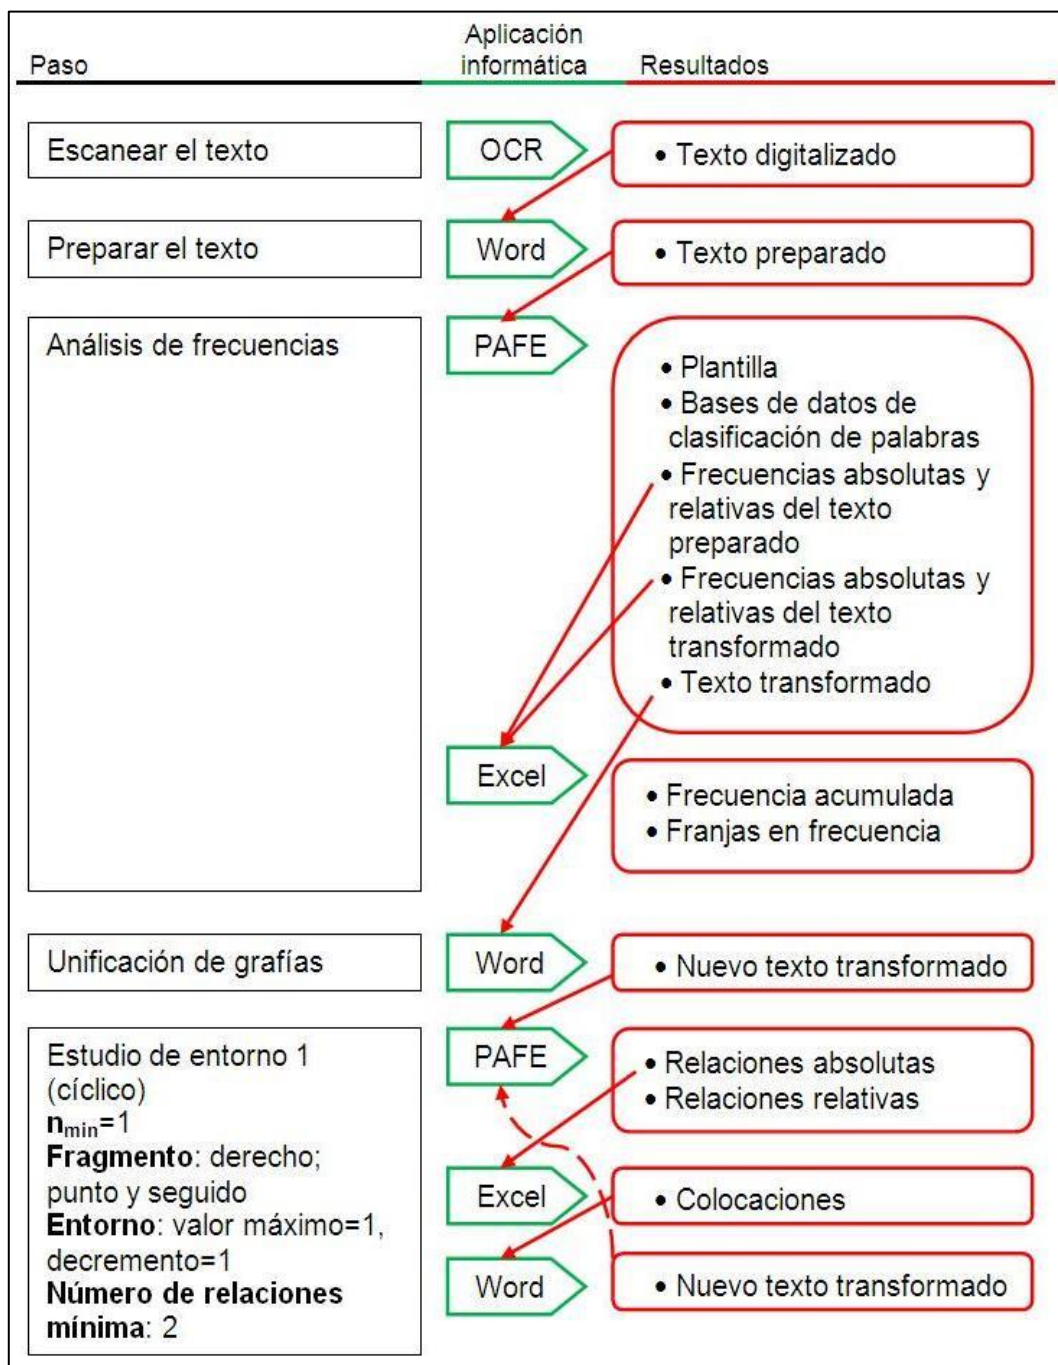 Paso
Aplicación
informática
Resultados
Escanear el texto
OCR
• Texto digitalizado
Preparar el texto
Word
• Texto preparado
Análisis de frecuencias
PAFE
• Plantilla
• Bases de datos de
clasificación de palabras
• Frecuencias absolutas y
relativas del texto
preparado
• Frecuencias absolutas y
relativas del texto
transformado
• Texto transformado
Excel
• Frecuencia acumulada
• Franjas en frecuencia
Unificación de grafías
Word
• Nuevo texto transformado
Estudio de entorno 1
(cíclico)
nmin=1
Fragmento: derecho;
punto y seguido
Entorno: valor máximo=1,
decremento=1
Número de relaciones
mínima: 2
PAFE
• Relaciones absolutas
• Relaciones relativas
Excel
• Colocaciones
Word
• Nuevo texto transformado